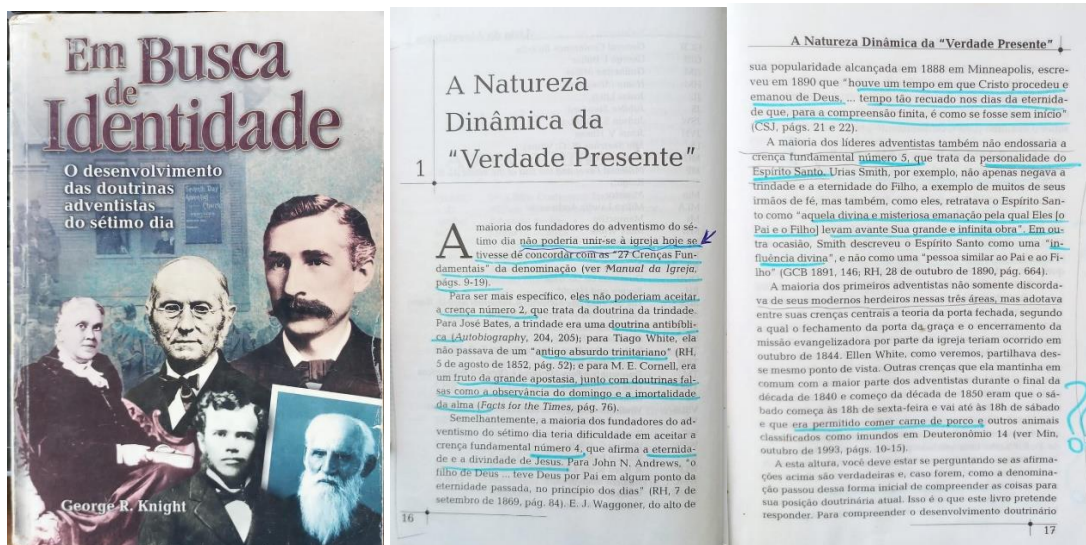 Em Busca
de
Identidade
O desenvolvimento
das doutrinas
adventistas
do sétimo dia
George R. Knight
1
A Natureza
Dinâmica da
"Verdade Presente"
A maioria dos fundadores do adventismo do sé-
timo dia não poderia unir-se à igreja hoje se
tivesse de concordar com as "27 Crenças Fun-
damentais" da denominação (ver Manual da Igreja,
págs. 9-19).
Para ser mais específico, eles não poderiam aceitar
a crença número 2, que trata da doutrina da trindade.
Para José Bates, a trindade era uma doutrina antibíbli-
ca (Autobiography, 204, 205); para Tiago White, ela
não passava de um "antigo absurdo trinitariano" (RH,
5 de agosto de 1852, pág. 52); e para M. E. Cornell, era
um fruto da grande apostasia, junto com doutrinas fal-
sas como a observância do domingo e a imortalidade
da alma (Facts for the Times, pág. 76).
Semelhantemente, a maioria dos fundadores do ad-
ventismo do sétimo dia teria dificuldade em aceitar a
crença fundamental número 4, que afirma a eternida-
de e a divindade de Jesus. Para John N. Andrews, "o
filho de Deus ... teve Deus por Pai em algum ponto da
eternidade passada, no princípio dos dias" (RH, 7 de
setembro de 1869, pág. 84). E. J. Waggoner, do alto de
16
A Natureza Dinâmica da "Verdade Presente"
sua popularidade alcançada em 1888 em Minneapolis, escre-
veu em 1890 que "houve um tempo em que Cristo procedeu e
emanou de Deus, ... tempo tão recuado nos dias da eternida-
de que, para a compreensão finita, é como se fosse sem início"
(CSJ, págs. 21 e 22).
A maioria dos líderes adventistas também não endossaria a
crença fundamental número 5, que trata da personalidade do
Espírito Santo. Urias Smith, por exemplo, não apenas negava a
trindade e a eternidade do Filho, a exemplo de muitos de seus
irmãos de fé, mas também, como eles, retratava o Espírito San-
to como "aquela divina e misteriosa emanação pela qual Eles [o
Pai e o Filho] levam avante Sua grande e infinita obra". Em ou-
tra ocasião, Smith descreveu o Espírito Santo como uma "in-
fluência divina", e não como uma "pessoa similar ao Pai e ao Fi-
lho" (GCB 1891, 146; RH, 28 de outubro de 1890, pág. 664).
A maioria dos primeiros adventistas não somente discorda-
va de seus modernos herdeiros nessas três áreas, mas adotava
entre suas crenças centrais a teoria da porta fechada, segundo
a qual o fechamento da porta da graça e o encerramento da
missão evangelizadora por parte da igreja teriam ocorrido em
outubro de 1844. Ellen White, como veremos, partilhava des-
se mesmo ponto de vista. Outras crenças que ela mantinha em
comum com a maior parte dos adventistas durante o final da
década de 1840 e começo da década de 1850 eram que o sá-
bado começa às 18h de sexta-feira e vai até às 18h de sábado
e que era permitido comer carne de porco e outros animais
classificados como imundos em Deuteronômio 14 (ver Min,
outubro de 1993, págs. 10-15).
A esta altura, você deve estar se perguntando se as afirma-
ções acima são verdadeiras e, caso forem, como a denomina-
ção passou dessa forma inicial de compreender as coisas para
sua posição doutrinária atual. Isso é o que este livro pretende
responder. Para compreender o desenvolvimento doutrinário
17